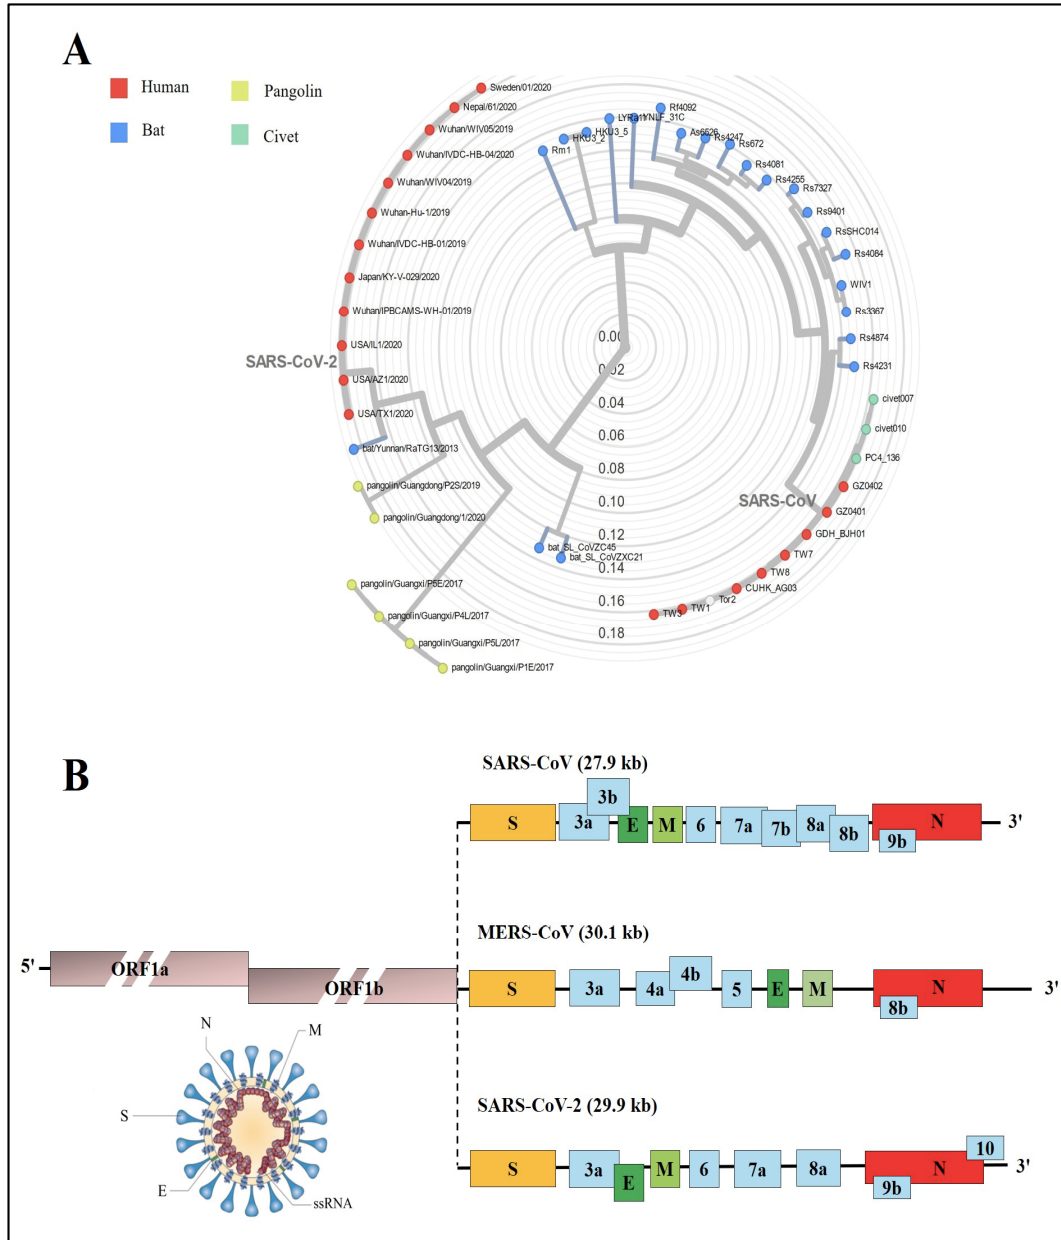 A
Human
Pangolin
Bat
Civet
Sweden/01/2020
Nepal/61/2020
Wuhan/WIV05/2019
Wuhan/IVDC-HB-04/2020
Wuhan/WIV04/2019
Wuhan-Hu-1/2019
Wuhan/IVDC-HB-01/2019
Japan/KY-V-029/2020
Wuhan/IPBCAMS-WH-01/2019
USA/IL1/2020
SARS-CoV-2
USA/AZ1/2020
USA/TX1/2020
bat/Yunnan/RaTG13/2013
pangolin/Guangdong/P2S/2019
pangolin/Guangdong/1/2020
pangolin/Guangxi/P5E/2017
pangolin/Guangxi/P4L/2017
pangolin/Guangxi/P5L/2017
pangolin/Guangxi/P1E/2017
bat_SL_CoVZC45
bat_SL_CoVZXC21
Rm1
HKU3_2
HKU3_5
LYRa11
YNLF_31C
Rf4092
As6526
Rs4247
Rs672
Rs4081
Rs4255
Rs7327
Rs9401
RsSHC014
Rs4084
WIV1
Rs3367
Rs4874
Rs4231
civet007
civet010
PC4_136
GZ0402
SARS-CoV
GZ0401
GDH_BJH01
TW7
TW8
CUHK_AG03
Tor2
TW1
TW3
0.00
0.02
0.04
0.06
0.08
0.10
0.12
0.14
0.16
0.18
B
SARS-CoV (27.9 kb)
S 3a 3b E M 6 7a 7b 8a 8b 9b N 3'
MERS-CoV (30.1 kb)
5' ORF1a ORF1b S 3a 4a 4b 5 E M 8b N 3'
SARS-CoV-2 (29.9 kb)
S 3a E M 6 7a 8a 9b N 10 3'
N
M
S
E
ssRNA